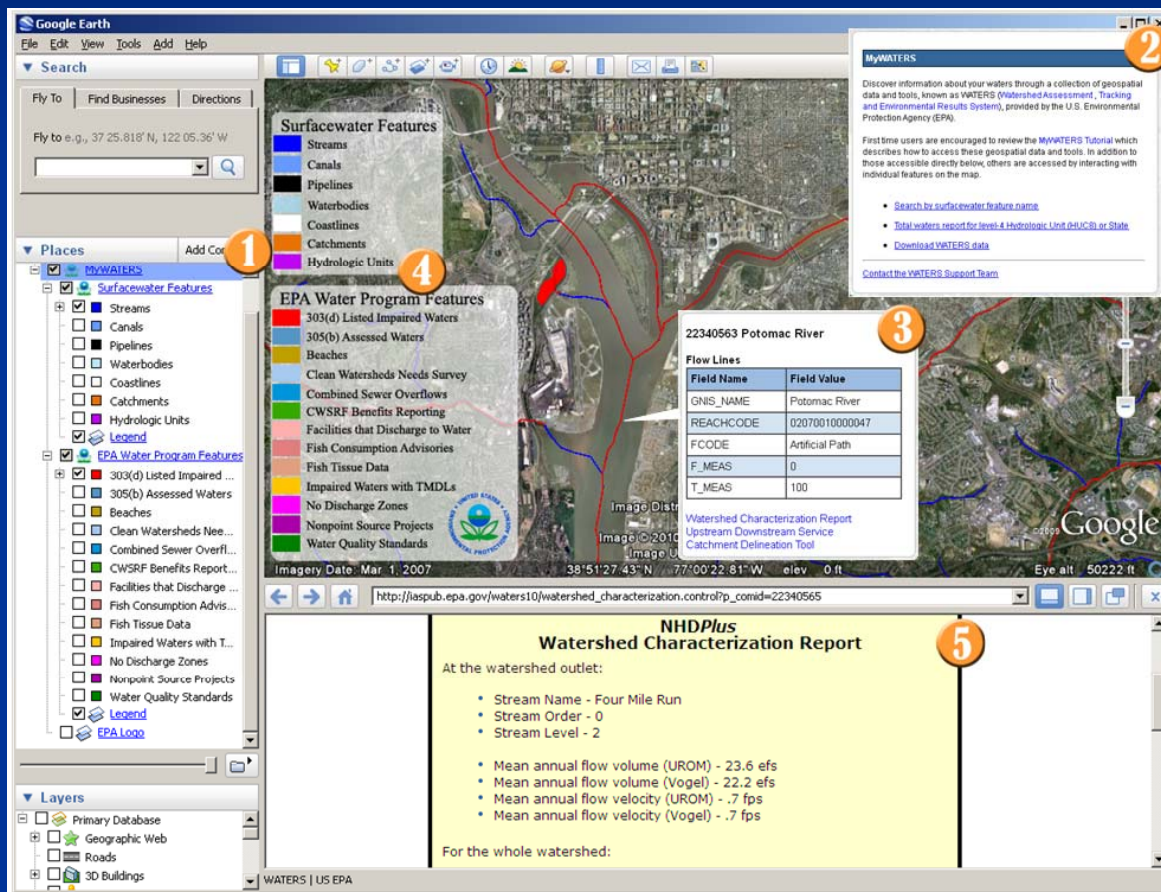 Google Earth
File Edit View Tools Add Help
Search
Fly To Find Businesses Directions
Fly to e.g., 37 25.818' N, 122 05.36' W
Places
Add Co
1
MyWATERS
Surfacewater Features
Streams
Canals
Pipelines
Waterbodies
Coastlines
Catchments
Hydrologic Units
Legend
EPA Water Program Features
303(d) Listed Impaired ...
305(b) Assessed Waters
Beaches
Clean Watersheds Nee...
Combined Sewer Overfl...
CWSRF Benefits Report...
Facilities that Discharge ...
Fish Consumption Advis...
Fish Tissue Data
Impaired Waters with T...
No Discharge Zones
Nonpoint Source Projects
Water Quality Standards
Legend
EPA Logo
Layers
Primary Database
Geographic Web
Roads
3D Buildings
Surfacewater Features
Streams
Canals
Pipelines
Waterbodies
Coastlines
Catchments
Hydrologic Units
4
EPA Water Program Features
303(d) Listed Impaired Waters
305(b) Assessed Waters
Beaches
Clean Watersheds Needs Survey
Combined Sewer Overflows
CWSRF Benefits Reporting
Facilities that Discharge to Water
Fish Consumption Advisories
Fish Tissue Data
Impaired Waters with TMDLs
No Discharge Zones
Nonpoint Source Projects
Water Quality Standards
UNITED STATES
ENVIRONMENTAL PROTECTION AGENCY
2
MyWATERS
Discover information about your waters through a collection of geospatial
data and tools, known as WATERS (Watershed Assessment, Tracking
and Environmental Results System), provided by the U.S. Environmental
Protection Agency (EPA).
First time users are encouraged to review the MyWATERS Tutorial which
describes how to access these geospatial data and tools. In addition to
those accessible directly below, others are accessed by interacting with
individual features on the map.
Search by surfacewater feature name
Total waters report for level-4 Hydrologic Unit (HUC8) or State
Download WATERS data
Contact the WATERS Support Team
3
22340563 Potomac River
Flow Lines
Field Name Field Value
GNIS_NAME Potomac River
REACHCODE 02070010000047
FCODE Artificial Path
F_MEAS 0
T_MEAS 100
Watershed Characterization Report
Upstream Downstream Service
Catchment Delineation Tool
Image Distr
Image © 2010
Image U
©2009 Google
Imagery Date: Mar 1, 2007 38°51'27.43" N 77°00'22.81" W elev 0 ft Eye alt 50222 ft
http://iaspub.epa.gov/waters10/watershed_characterization.control?p_comid=22340565
5
NHDPlus
Watershed Characterization Report
At the watershed outlet:
Stream Name - Four Mile Run
Stream Order - 0
Stream Level - 2
Mean annual flow volume (UROM) - 23.6 efs
Mean annual flow volume (Vogel) - 22.2 efs
Mean annual flow velocity (UROM) - .7 fps
Mean annual flow velocity (Vogel) - .7 fps
For the whole watershed:
WATERS | US EPA